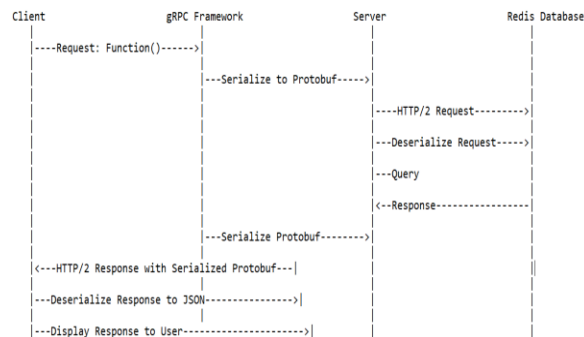 Client gRPC Framework Server Redis Database
|----Request: Function()------>|
|---Serialize to Protobuf----->|
|----HTTP/2 Request--------->|
|---Deserialize Request----->|
|---Query
<--Response----------------|
|---Serialize Protobuf-------->|
<---HTTP/2 Response with Serialized Protobuf---|
|---Deserialize Response to JSON--------------->|
|---Display Response to User---------------------->|